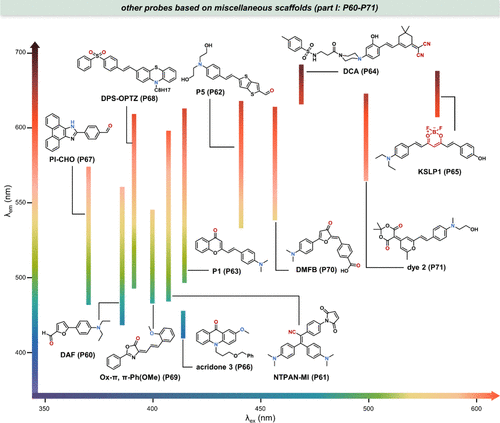 other probes based on miscellaneous scaffolds (part I: P60-P71)
λem (nm)
700
600
500
400
DPS-OPTZ (P68)
C8H17
P5 (P62)
DCA (P64)
PI-CHO (P67)
KSLP1 (P65)
P1 (P63)
DMFB (P70)
dye 2 (P71)
DAF (P60)
Ox-π, π-Ph(OMe) (P69)
acridone 3 (P66)
NTPAN-MI (P61)
350
400
450
500
550
600
λex (nm)